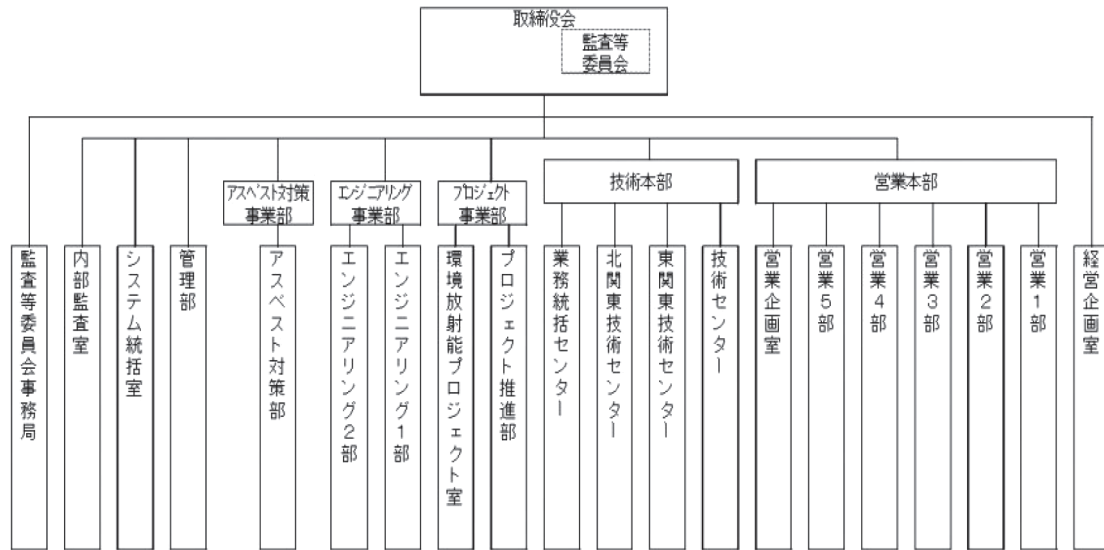 取締役会
監査等
委員会
技術本部
営業本部
アスベスト対策
事業部
エンジニアリング
事業部
プロジェクト
事業部
監査等委員会事務局
内部監査室
システム統括室
管理部
アスベスト対策部
エンジニアリング2部
エンジニアリング1部
環境放射能プロジェクト室
プロジェクト推進部
業務統括センター
北関東技術センター
東関東技術センター
技術センター
営業企画室
営業5部
営業4部
営業3部
営業2部
営業1部
経営企画室